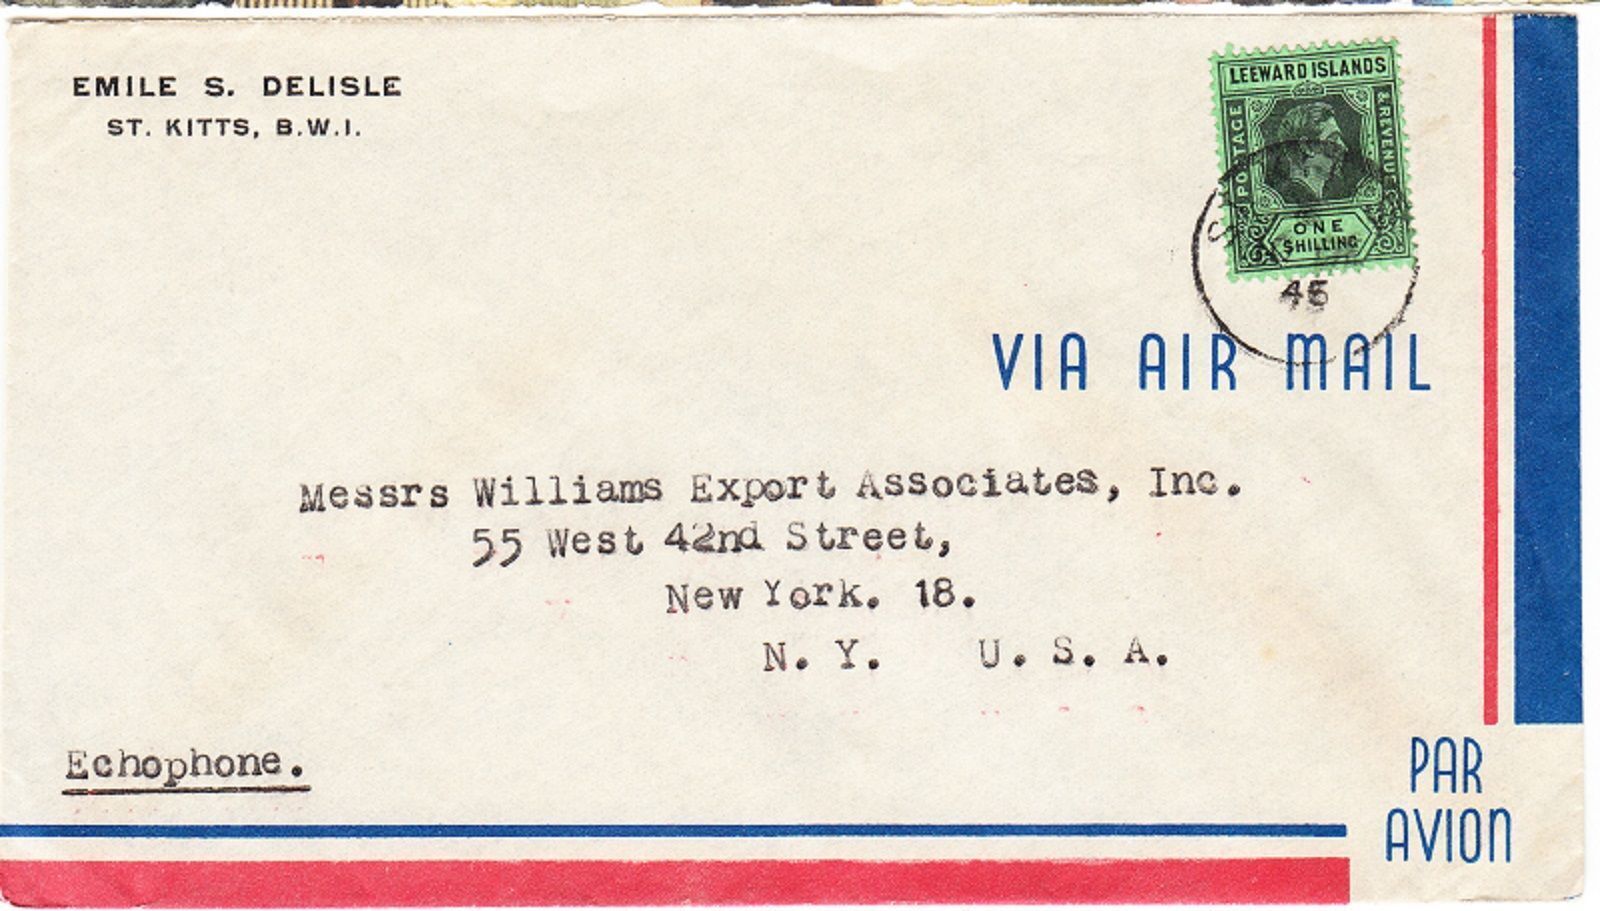 EMILE S. DELISLE
ST. KITTS, B.W.I.
LEEWARD ISLANDS
POSTAGE
& REVENUE
ONE
SHILLING
45
VIA AIR MAIL
Messrs Williams Export Associates, Inc.
55 West 42nd Street,
New York. 18.
N. Y. U. S. A.
Echophone.
PAR
AVION